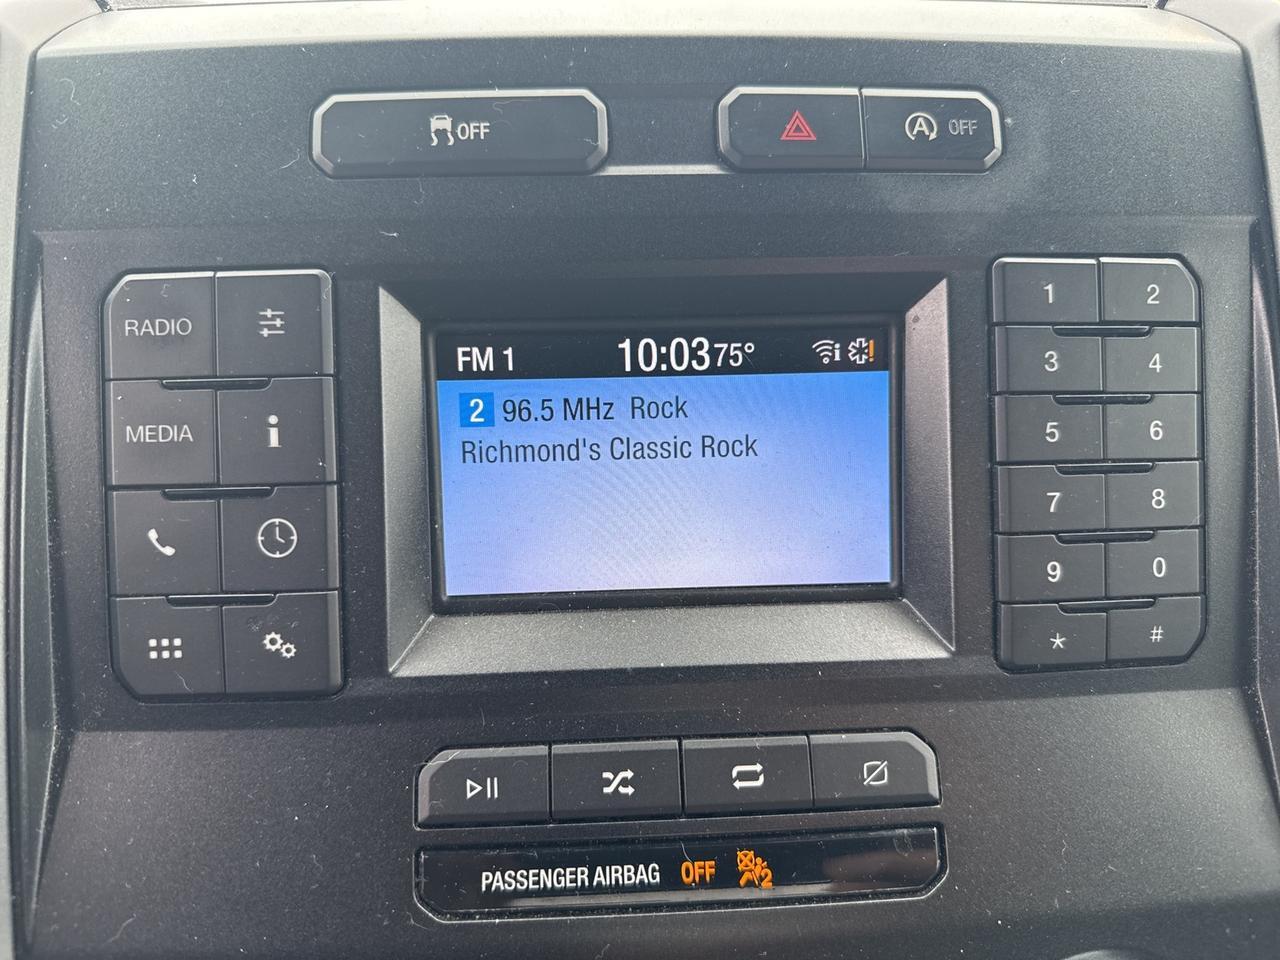 OFF
A OFF
RADIO
MEDIA
i
FM 1 10:03 75° i !
2 96.5 MHz Rock
Richmond's Classic Rock
1 2
3 4
5 6
7 8
9 0
* #
PASSENGER AIRBAG OFF 2